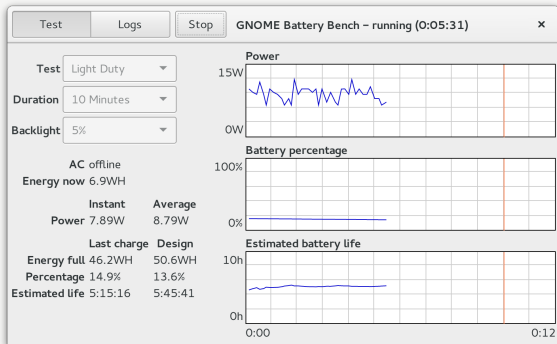 Test Logs Stop GNOME Battery Bench – running (0:05:31) ×
Test Light Duty
Duration 10 Minutes
Backlight 5%
AC offline
Energy now 6.9WH
Instant Average
Power 7.89W 8.79W
Last charge Design
Energy full 46.2WH 50.6WH
Percentage 14.9% 13.6%
Estimated life 5:15:16 5:45:41
Power
15W
0W
Battery percentage
100%
0%
Estimated battery life
10h
0h
0:00 0:12